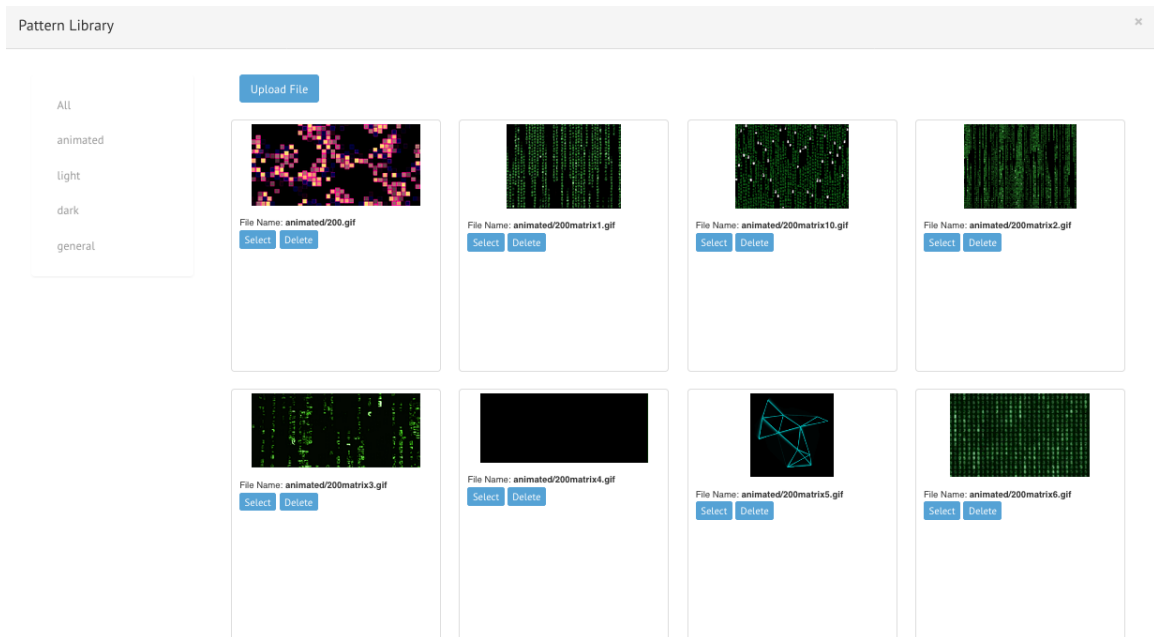 Pattern Library
×
All
animated
light
dark
general
Upload File
File Name: animated/200.gif
Select Delete
File Name: animated/200matrix1.gif
Select Delete
File Name: animated/200matrix10.gif
Select Delete
File Name: animated/200matrix2.gif
Select Delete
File Name: animated/200matrix3.gif
Select Delete
File Name: animated/200matrix4.gif
Select Delete
File Name: animated/200matrix5.gif
Select Delete
File Name: animated/200matrix6.gif
Select Delete